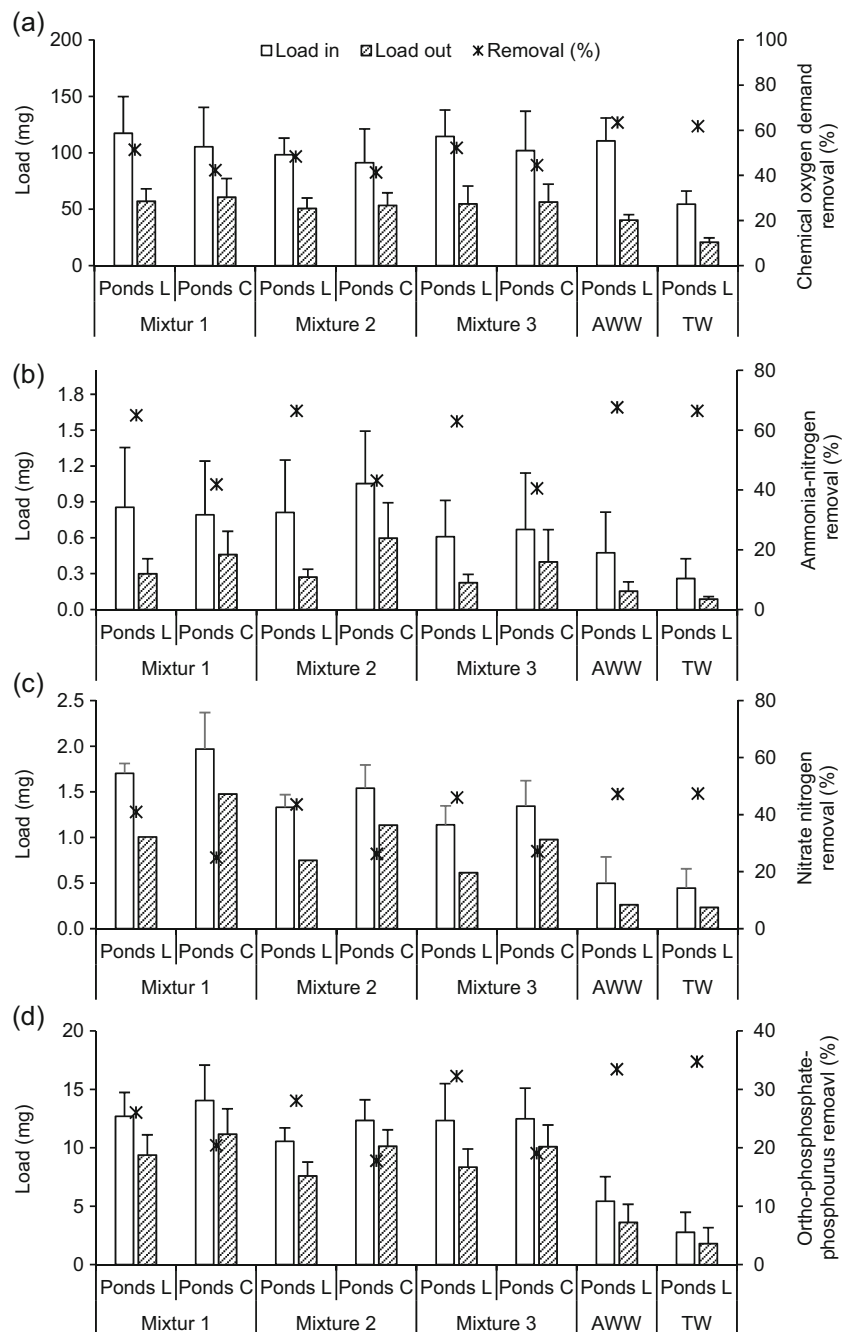 (a)
200
150
100
50
0
Load (mg)
Load in
Load out
Removal (%)
100
80
60
40
20
0
Chemical oxygen demand
removal (%)
Ponds L Ponds C Ponds L Ponds C Ponds L Ponds C Ponds L Ponds L
Mixtur 1 Mixture 2 Mixture 3 AWW TW
(b)
1.8
1.5
1.2
0.9
0.6
0.3
0.0
Load (mg)
80
60
40
20
0
Ammonia-nitrogen
removal (%)
Ponds L Ponds C Ponds L Ponds C Ponds L Ponds C Ponds L Ponds L
Mixtur 1 Mixture 2 Mixture 3 AWW TW
(c)
2.5
2.0
1.5
1.0
0.5
0.0
Load (mg)
80
60
40
20
0
Nitrate nitrogen
removal (%)
Ponds L Ponds C Ponds L Ponds C Ponds L Ponds C Ponds L Ponds L
Mixtur 1 Mixture 2 Mixture 3 AWW TW
(d)
20
15
10
5
0
Load (mg)
40
30
20
10
0
Ortho-phosphosphate-
phosphourus remoavl (%)
Ponds L Ponds C Ponds L Ponds C Ponds L Ponds C Ponds L Ponds L
Mixtur 1 Mixture 2 Mixture 3 AWW TW